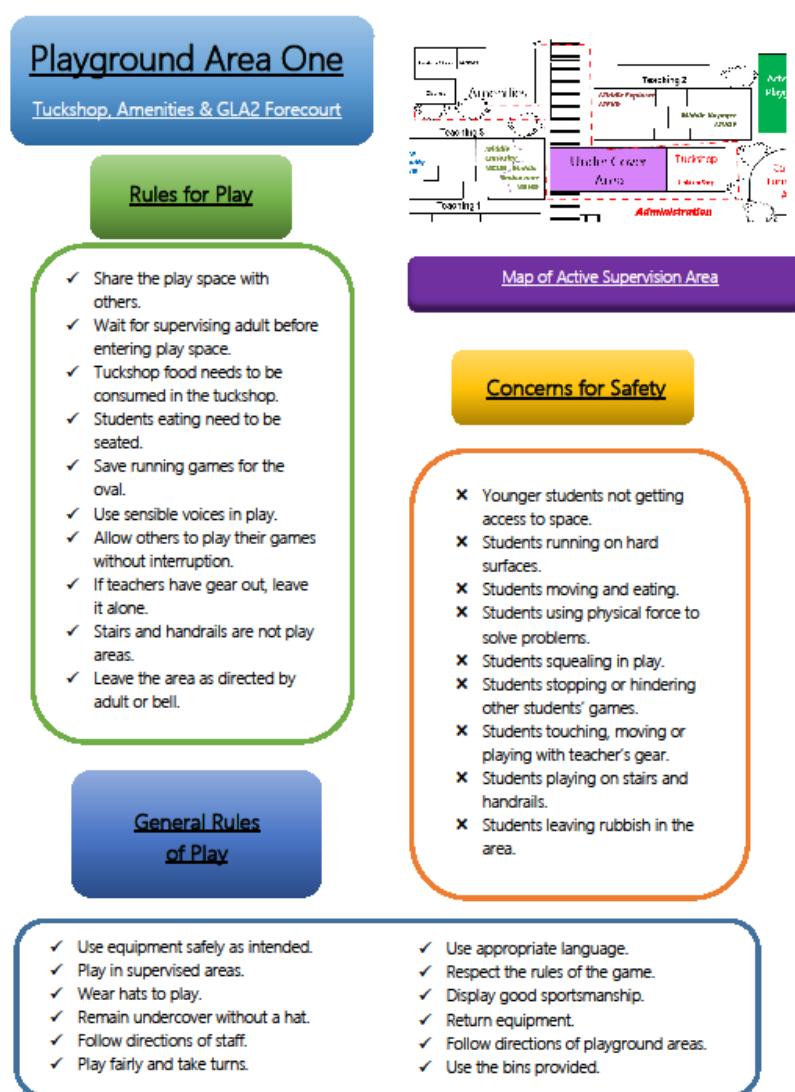 Playground Area One
Tuckshop, Amenities & GLA2 Forecourt
Rules for Play
✓ Share the play space with
others.
✓ Wait for supervising adult before
entering play space.
✓ Tuckshop food needs to be
consumed in the tuckshop.
✓ Students eating need to be
seated.
✓ Save running games for the
oval.
✓ Use sensible voices in play.
✓ Allow others to play their games
without interruption.
✓ If teachers have gear out, leave
it alone.
✓ Stairs and handrails are not play
areas.
✓ Leave the area as directed by
adult or bell.
Amenities
Teaching 2
Teaching 3
Under Cover
Area
Tuckshop
Teaching 1
Administration
Map of Active Supervision Area
Concerns for Safety
✗ Younger students not getting
access to space.
✗ Students running on hard
surfaces.
✗ Students moving and eating.
✗ Students using physical force to
solve problems.
✗ Students squealing in play.
✗ Students stopping or hindering
other students’ games.
✗ Students touching, moving or
playing with teacher’s gear.
✗ Students playing on stairs and
handrails.
✗ Students leaving rubbish in the
area.
General Rules
of Play
✓ Use equipment safely as intended.
✓ Play in supervised areas.
✓ Wear hats to play.
✓ Remain undercover without a hat.
✓ Follow directions of staff.
✓ Play fairly and take turns.
✓ Use appropriate language.
✓ Respect the rules of the game.
✓ Display good sportsmanship.
✓ Return equipment.
✓ Follow directions of playground areas.
✓ Use the bins provided.